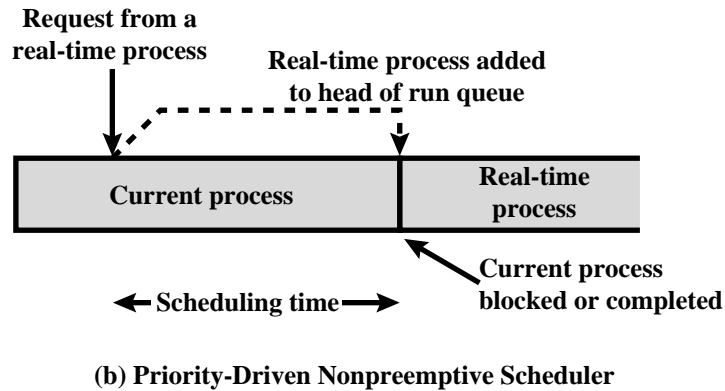 Request from a
real-time process
Real-time process added
to head of run queue
Current process
Real-time
process
Current process
blocked or completed
Scheduling time
(b) Priority-Driven Nonpreemptive Scheduler